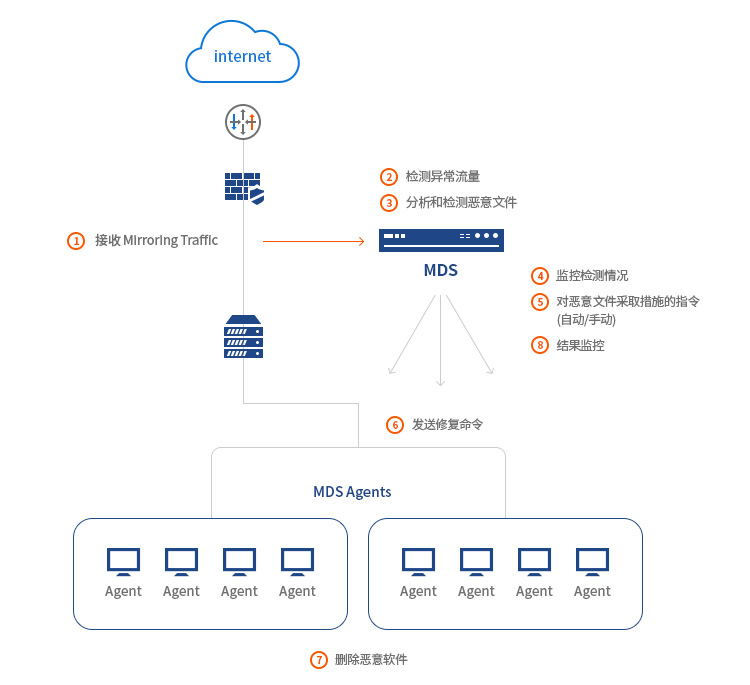 internet
② 检测异常流量
③ 分析和检测恶意文件
① 接收 Mirroring Traffic
MDS
④ 监控检测情况
⑤ 对恶意文件采取措施的指令
(自动/手动)
⑧ 结果监控
⑥ 发送修复命令
MDS Agents
Agent Agent Agent Agent Agent Agent Agent Agent
⑦ 删除恶意软件